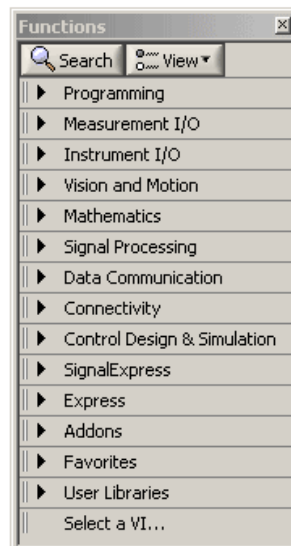 Functions
Search View
Programming
Measurement I/O
Instrument I/O
Vision and Motion
Mathematics
Signal Processing
Data Communication
Connectivity
Control Design & Simulation
SignalExpress
Express
Addons
Favorites
User Libraries
Select a VI...